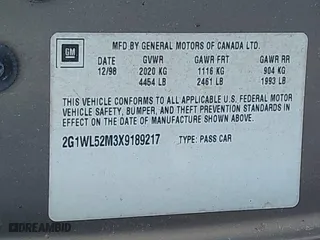 GM
MFD BY GENERAL MOTORS OF CANADA LTD.
DATE GVWR GAWR FRT GAWR RR
12/98 2020 KG 1116 KG 904 KG
4454 LB 2461 LB 1993 LB
THIS VEHICLE CONFORMS TO ALL APPLICABLE U.S. FEDERAL MOTOR
VEHICLE SAFETY, BUMPER, AND THEFT PREVENTION STANDARDS IN
EFFECT ON THE DATE OF MANUFACTURE SHOWN ABOVE.
2G1WL52M3X9189217 TYPE: PASS CAR
DREAMBID